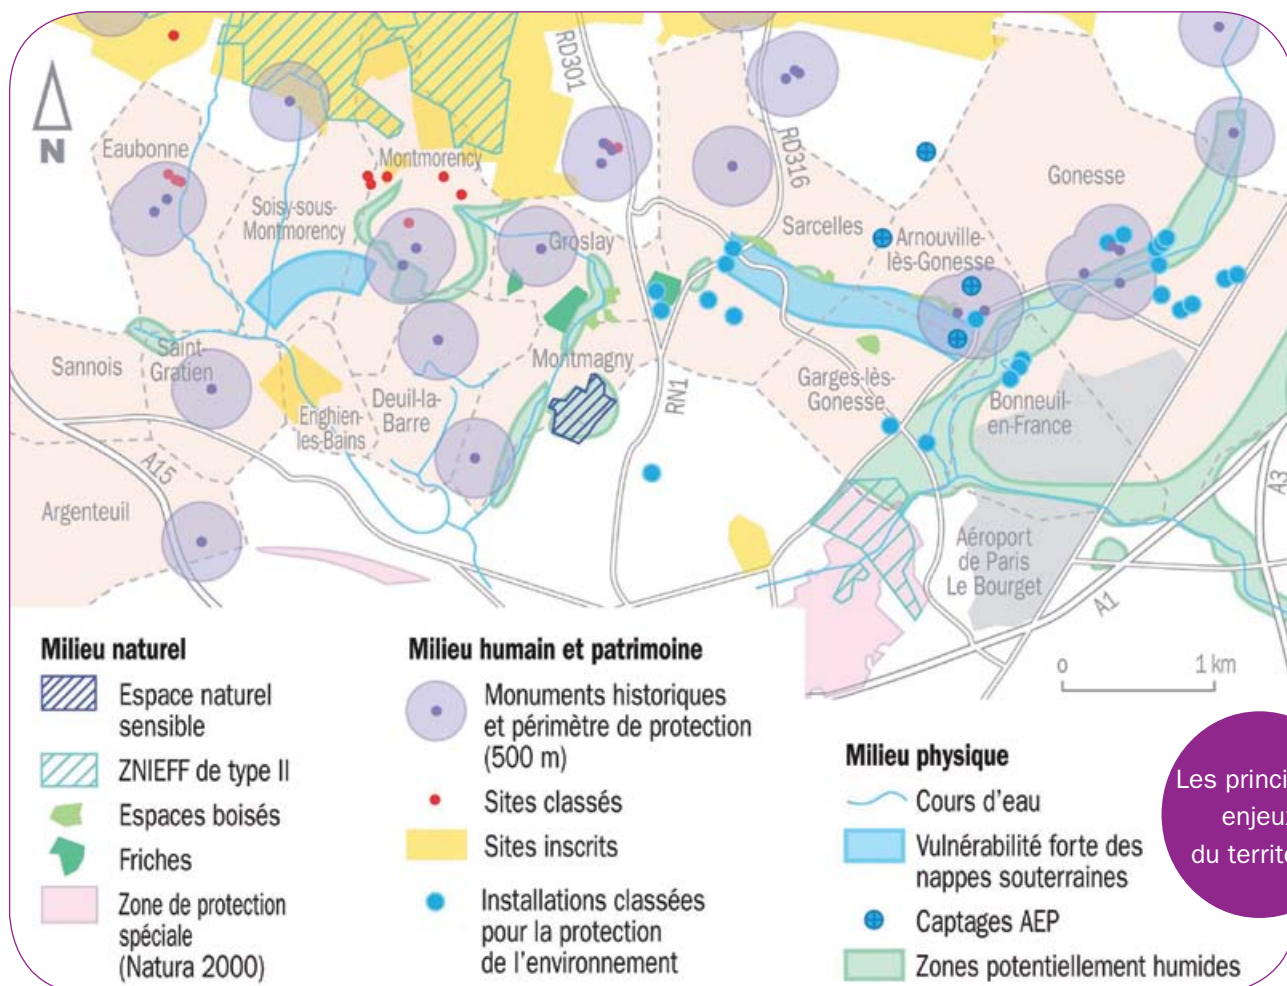 RD301
RD316
N
Eaubonne
Montmorency
Gonesse
Soisy-sous-
Montmorency
Groslay
Sarcelles
Arnouville-
lès-Gonesse
Sannois
Saint-
Gratien
Montmagny
Enghien-
les-Bains
Deuil-la-
Barre
RN1
Garges-lès-
Gonesse
Bonneuil-
en-France
A15
Argenteuil
Aéroport
de Paris
Le Bourget
A3
A1
0 1 km
Milieu naturel
Espace naturel
sensible
ZNIEFF de type II
Espaces boisés
Friches
Zone de protection
spéciale
(Natura 2000)
Milieu humain et patrimoine
Monuments historiques
et périmètre de protection
(500 m)
Sites classés
Sites inscrits
Installations classées
pour la protection
de l'environnement
Milieu physique
Cours d'eau
Vulnérabilité forte des
nappes souterraines
Captages AEP
Zones potentiellement humides
Les